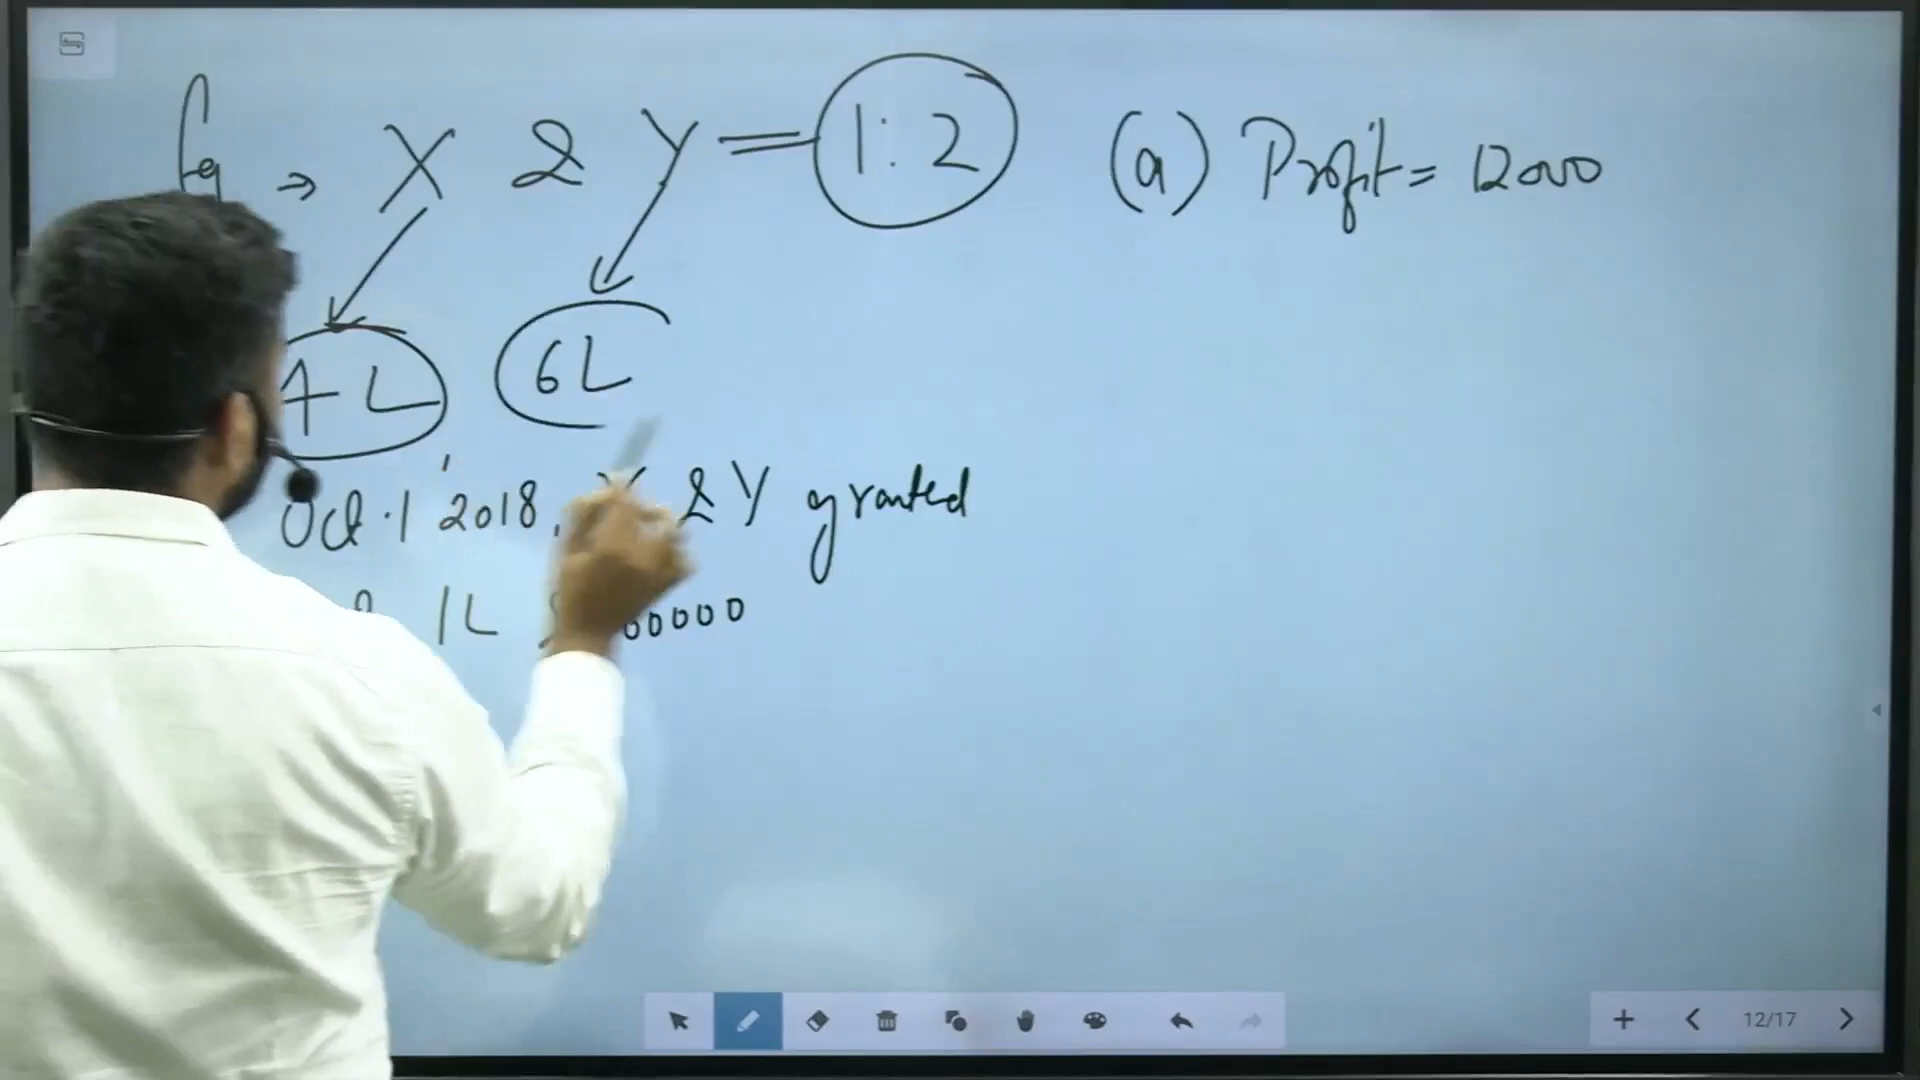 Eg → X & Y = 1:2
4L 6L
Oct. 1' 2018, X & Y granted
1L 00000
(a) Profit = 12000
12/17